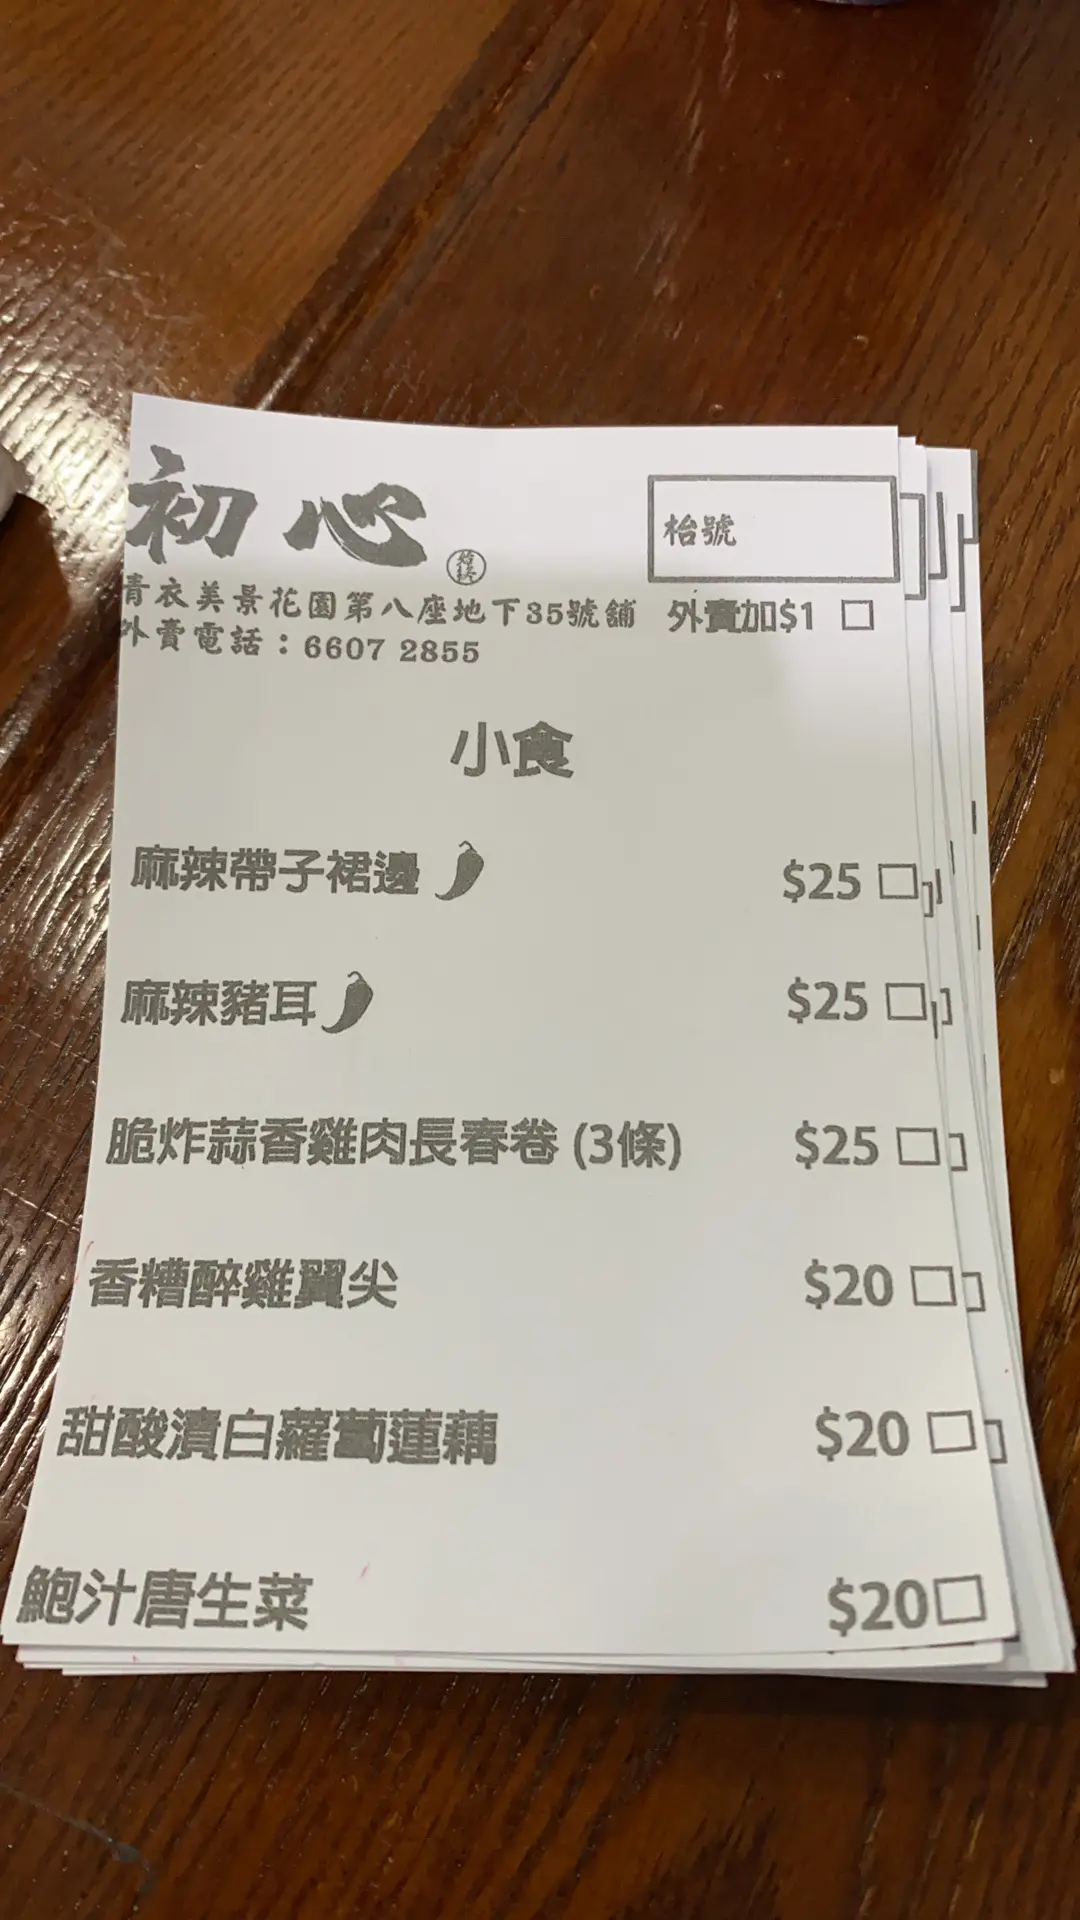 初心
枱號
青衣美景花園第八座地下35號舖
外賣加$1
外賣電話：6607 2855
小食
麻辣帶子裙邊 $25
麻辣豬耳 $25
脆炸蒜香雞肉長春卷 (3條) $25
香糟醉雞翼尖 $20
甜酸漬白蘿蔔蓮藕 $20
鮑汁唐生菜 $20